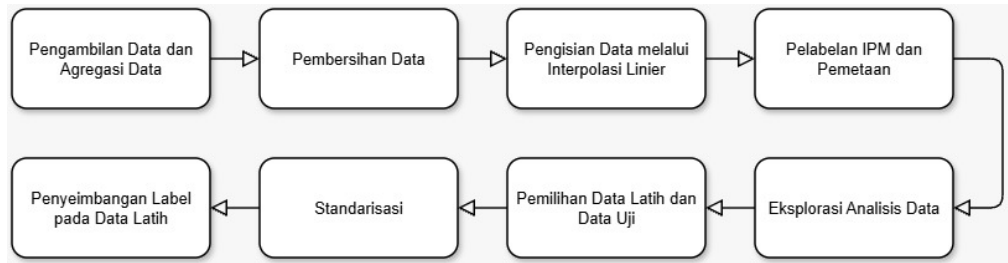 Pengambilan Data dan
Agregasi Data
Pembersihan Data
Pengisian Data melalui
Interpolasi Linier
Pelabelan IPM dan
Pemetaan
Eksplorasi Analisis Data
Pemilihan Data Latih dan
Data Uji
Standarisasi
Penyeimbangan Label
pada Data Latih